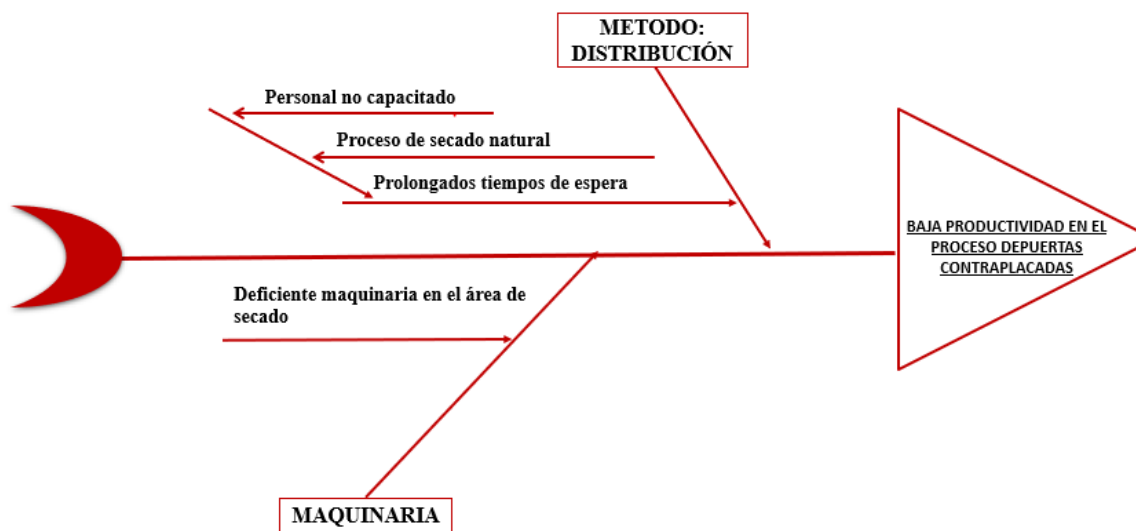 METODO:
DISTRIBUCIÓN
Personal no capacitado
Proceso de secado natural
Prolongados tiempos de espera
BAJA PRODUCTIVIDAD EN EL
PROCESO DEPUERTAS
CONTRAPLACADAS
Deficiente maquinaria en el área de
secado
MAQUINARIA